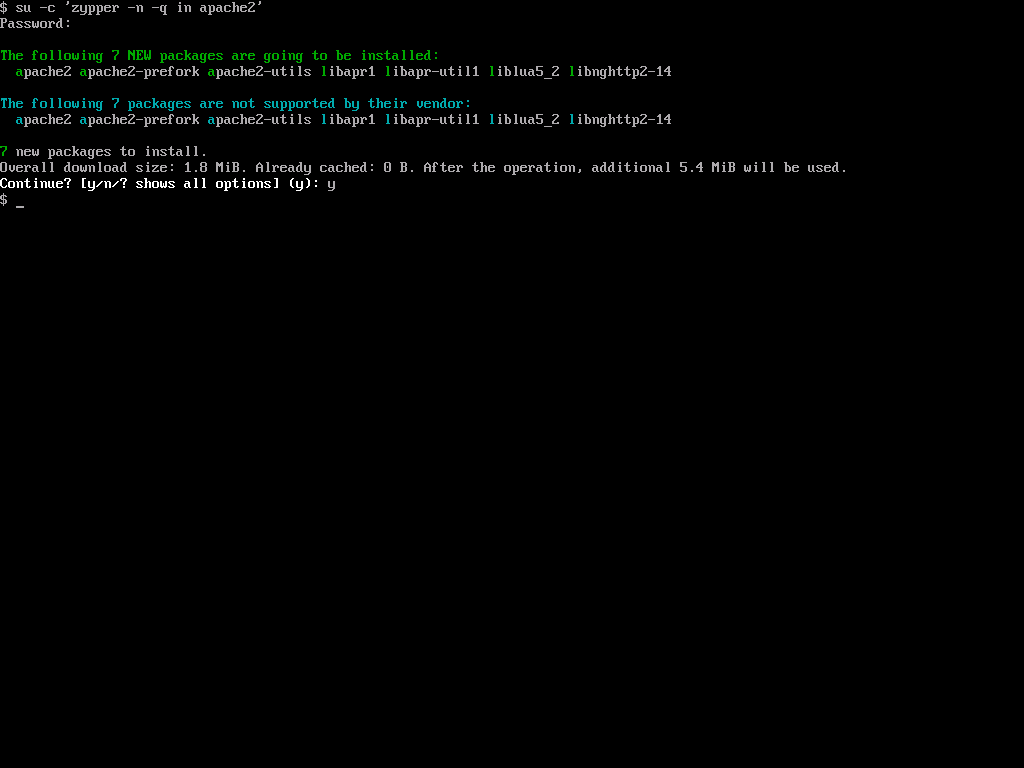 $ su -c 'zypper -n -q in apache2'
Password:
The following 7 NEW packages are going to be installed:
apache2 apache2-prefork apache2-utils libapr1 libapr-util1 liblua5_2 libnghttp2-14
The following 7 packages are not supported by their vendor:
apache2 apache2-prefork apache2-utils libapr1 libapr-util1 liblua5_2 libnghttp2-14
7 new packages to install.
Overall download size: 1.8 MiB. Already cached: 0 B. After the operation, additional 5.4 MiB will be used.
Continue? [y/n/? shows all options] (y): y
$ _